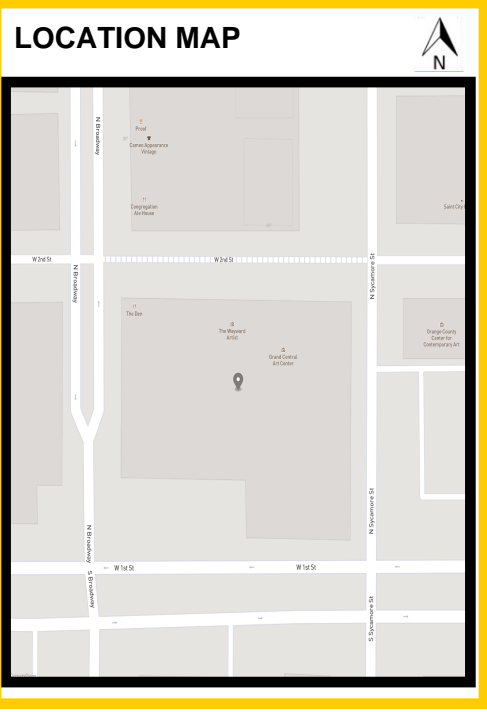 LOCATION MAP
N
N Broadway
Proof
Cameo Appearance
Vintage
Congregation
Ale House
Saint City
W 2nd St
W 2nd St
N Broadway
N Sycamore St
The Den
The Wayward
Artist
Grand Central
Art Center
Orange County
Center for
Contemporary Art
N Sycamore St
N Broadway
W 1st St
W 1st St
S Broadway
S Sycamore St